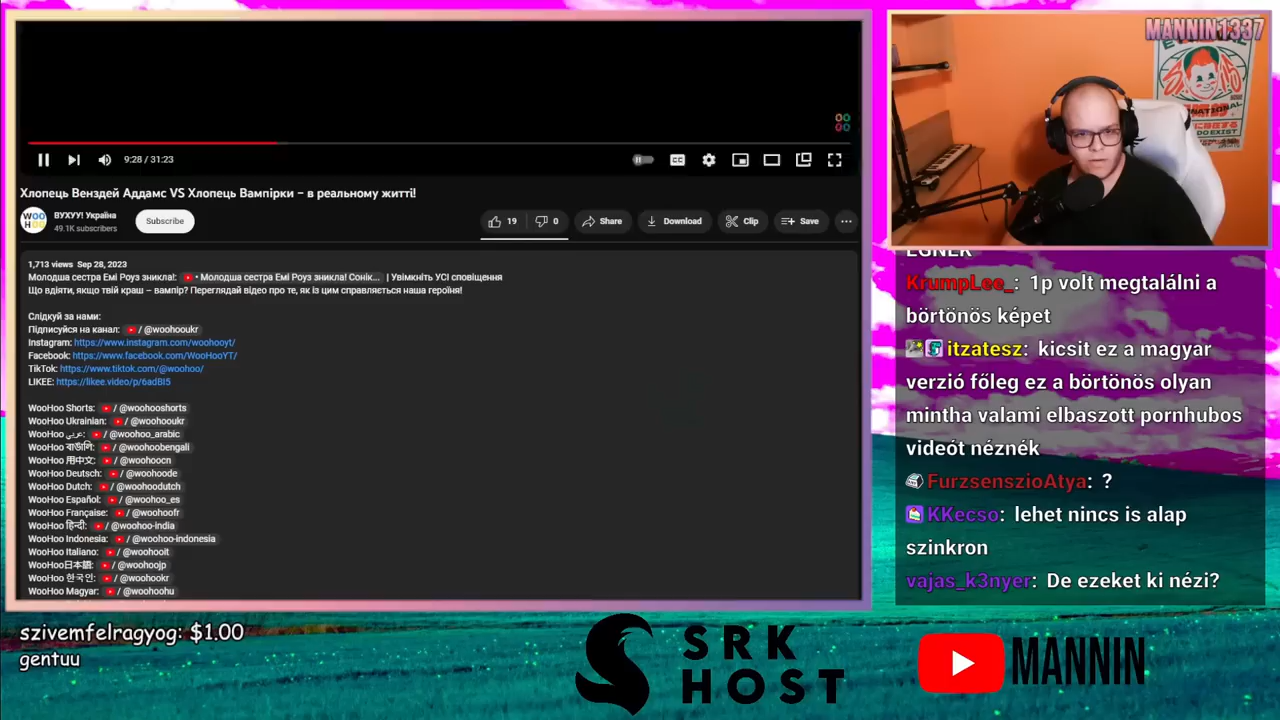 9:28 / 31:23
Хлопець Венздей Аддамс VS Хлопець Вампірки – в реальному житті!
WOO HOO
ВУХУУ! Україна
49.1K subscribers
Subscribe
19
0
Share
Download
Clip
Save
1,713 views Sep 28, 2023
Молодша сестра Емі Роуз зникла!: • Молодша сестра Емі Роуз зникла! Сонік... | Увімкніть УСІ сповіщення
Що вдіяти, якщо твій краш – вампір? Переглядай відео про те, як із цим справляється наша героїня!
Слідкуй за нами:
Підписуйся на канал: / @woohooukr
Instagram: https://www.instagram.com/woohooyt/
Facebook: https://www.facebook.com/WooHooYT/
TikTok: https://www.tiktok.com/@woohoo/
LIKEE: https://likee.video/p/6adBI5
WooHoo Shorts: / @woohooshorts
WooHoo Ukrainian: / @woohooukr
WooHoo عربي: / @woohoo_arabic
WooHoo বাঙালি: / @woohoobengali
WooHoo 用中文: / @woohoocn
WooHoo Deutsch: / @woohoode
WooHoo Dutch: / @woohoodutch
WooHoo Español: / @woohoo_es
WooHoo Française: / @woohoofr
WooHoo हिन्दी: / @woohoo-india
WooHoo Indonesia: / @woohoo-indonesia
WooHoo Italiano: / @woohooit
WooHoo日本語: / @woohoojp
WooHoo 한국인: / @woohookr
WooHoo Magyar: / @woohoohu
MANNIN1337
NATIONAL
DO EXIST
EGNEK
KrumpLee_: 1p volt megtalálni a
börtönös képet
itzatesz: kicsit ez a magyar
verzió főleg ez a börtönös olyan
mintha valami elbaszott pornhubos
videót néznék
FurzsenszioAtya: ?
KKecso: lehet nincs is alap
szinkron
vajas_k3nyer: De ezeket ki nézi?
szivemfelragyog: $1.00
gentuu
SRK
HOST
MANNIN